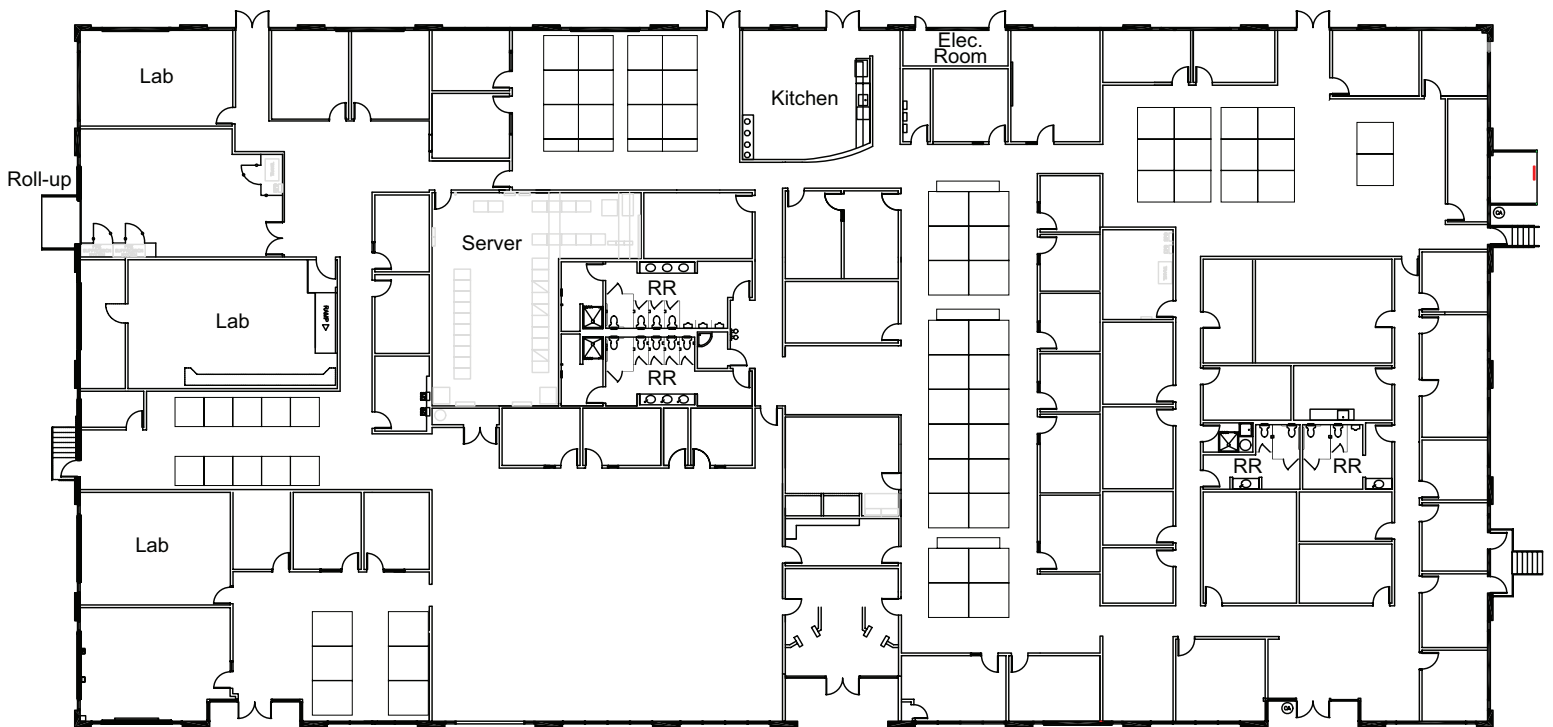 Lab
Elec.
Room
Kitchen
Roll-up
Server
RR
Lab
RAMP
RR
RR
RR
Lab